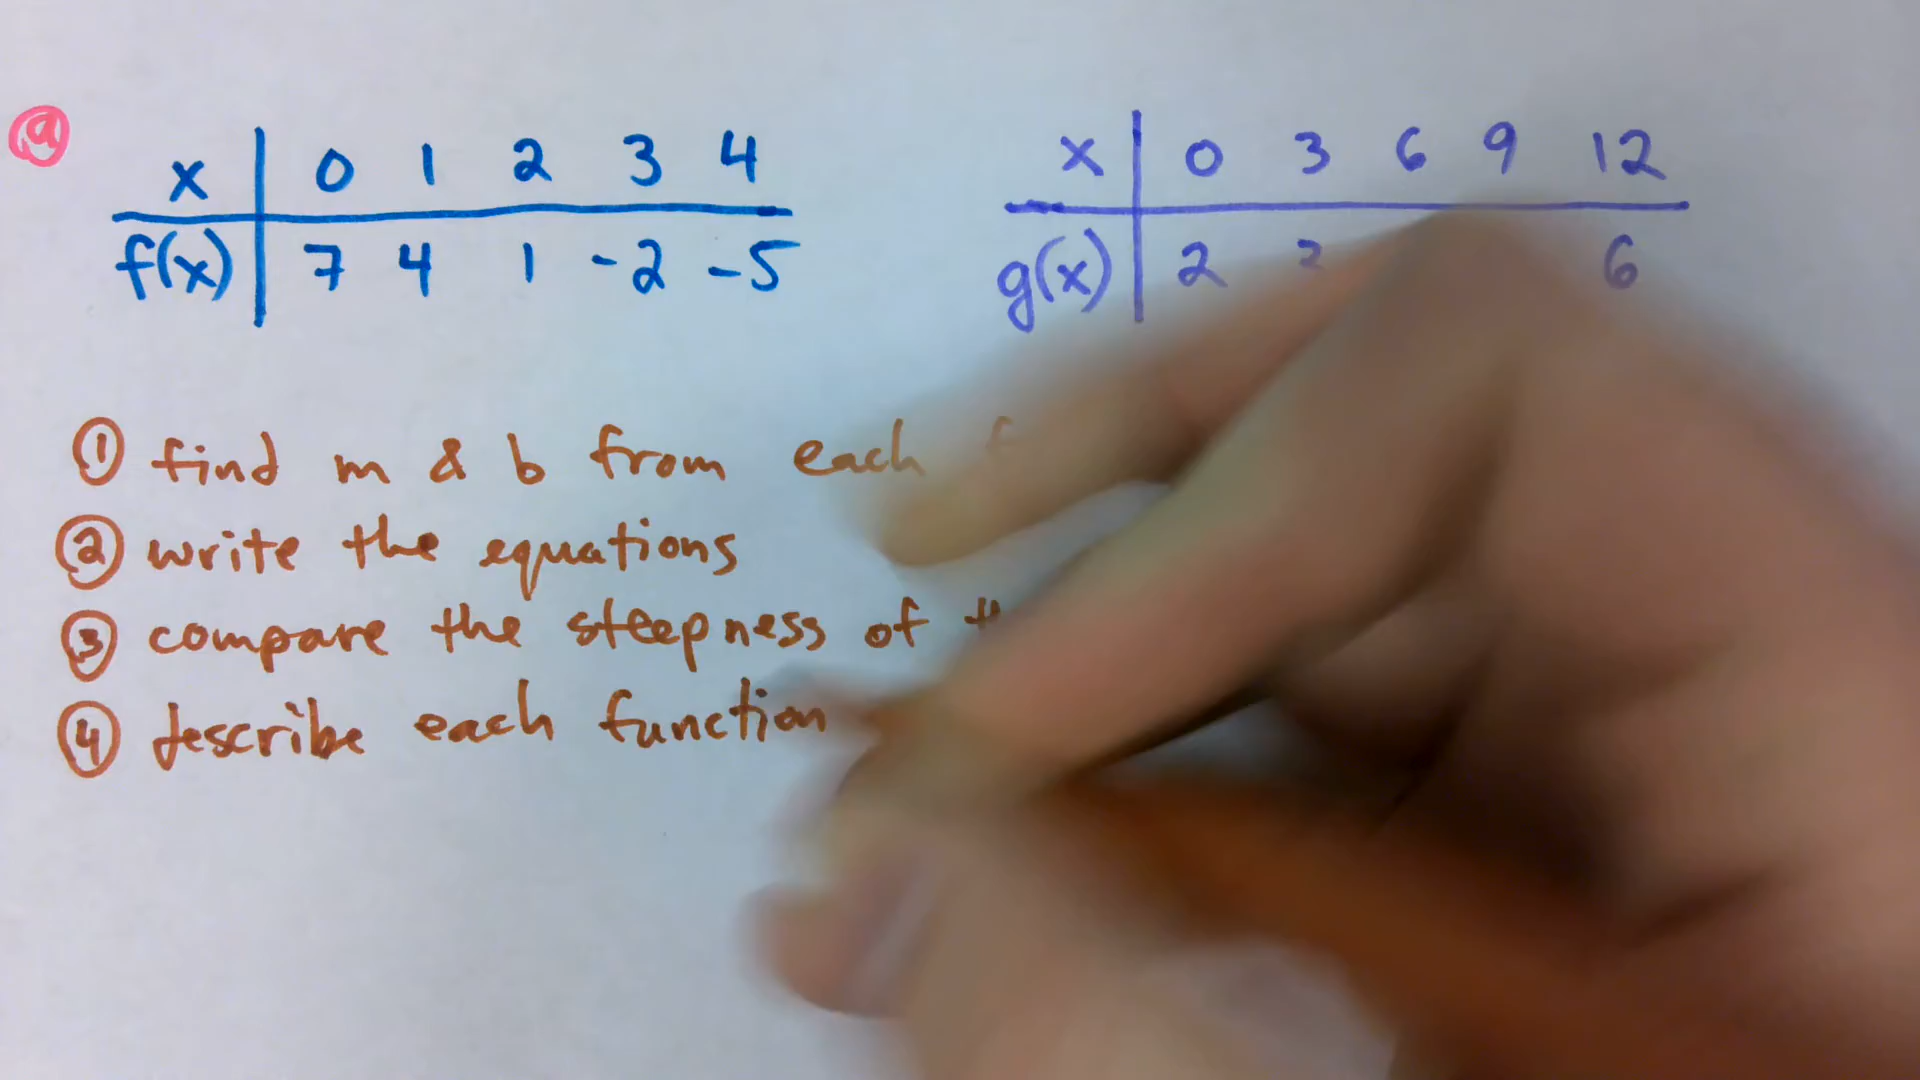 a
x 0 1 2 3 4
f(x) 7 4 1 -2 -5
x 0 3 6 9 12
g(x) 2 6
① find m & b from each
② write the equations
③ compare the steepness of
④ describe each function